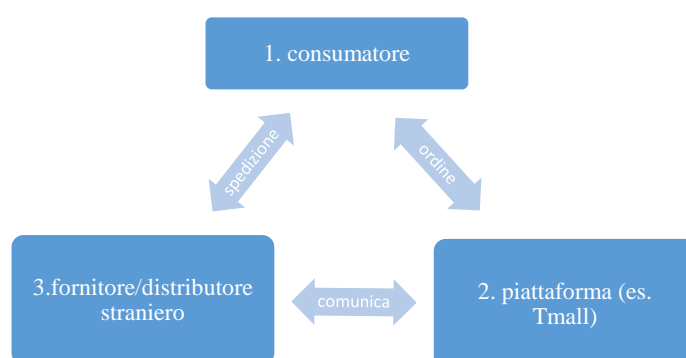 1. consumatore
spedizione
ordine
3.fornitore/distributore
straniero
comunica
2. piattaforma (es.
Tmall)